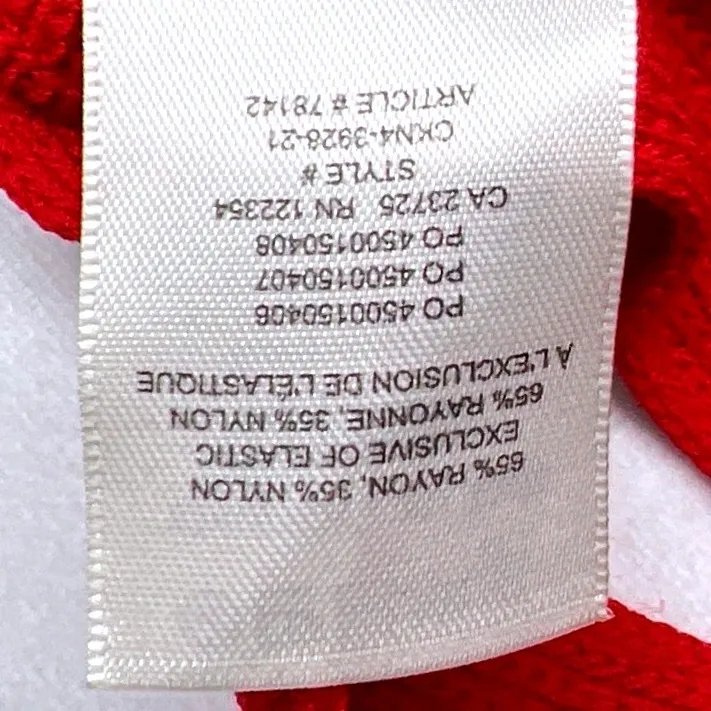 65% RAYON, 35% NYLON
EXCLUSIVE OF ELASTIC
65% RAYONNE, 35% NYLON
À L'EXCLUSION DE L'ÉLASTIQUE
PO 4500150406
PO 4500150407
PO 4500150408
CA 23725 RN 122354
STYLE #
CKN4-3928-21
ARTICLE # 78142